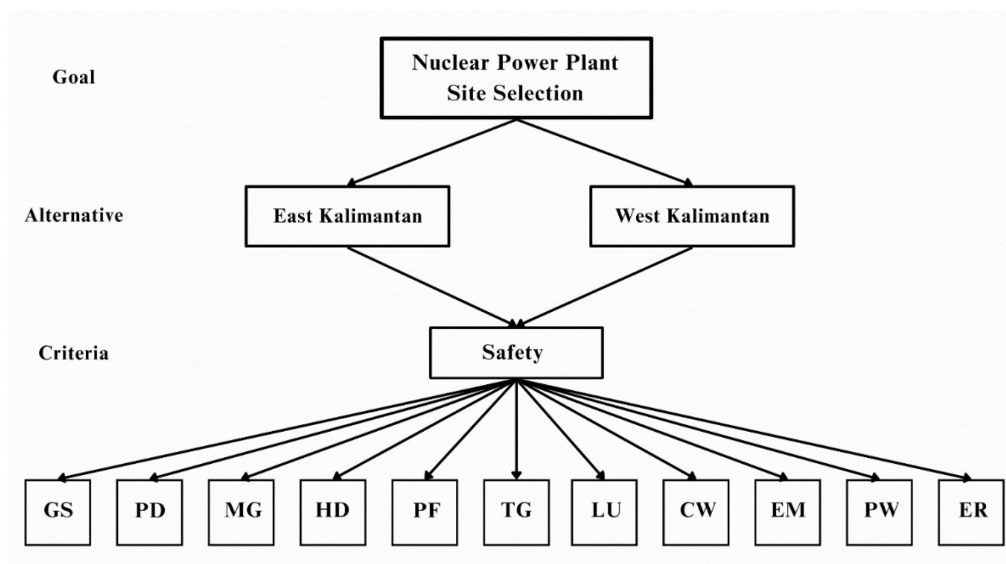 Goal
Nuclear Power Plant
Site Selection
Alternative
East Kalimantan
West Kalimantan
Criteria
Safety
GS
PD
MG
HD
PF
TG
LU
CW
EM
PW
ER